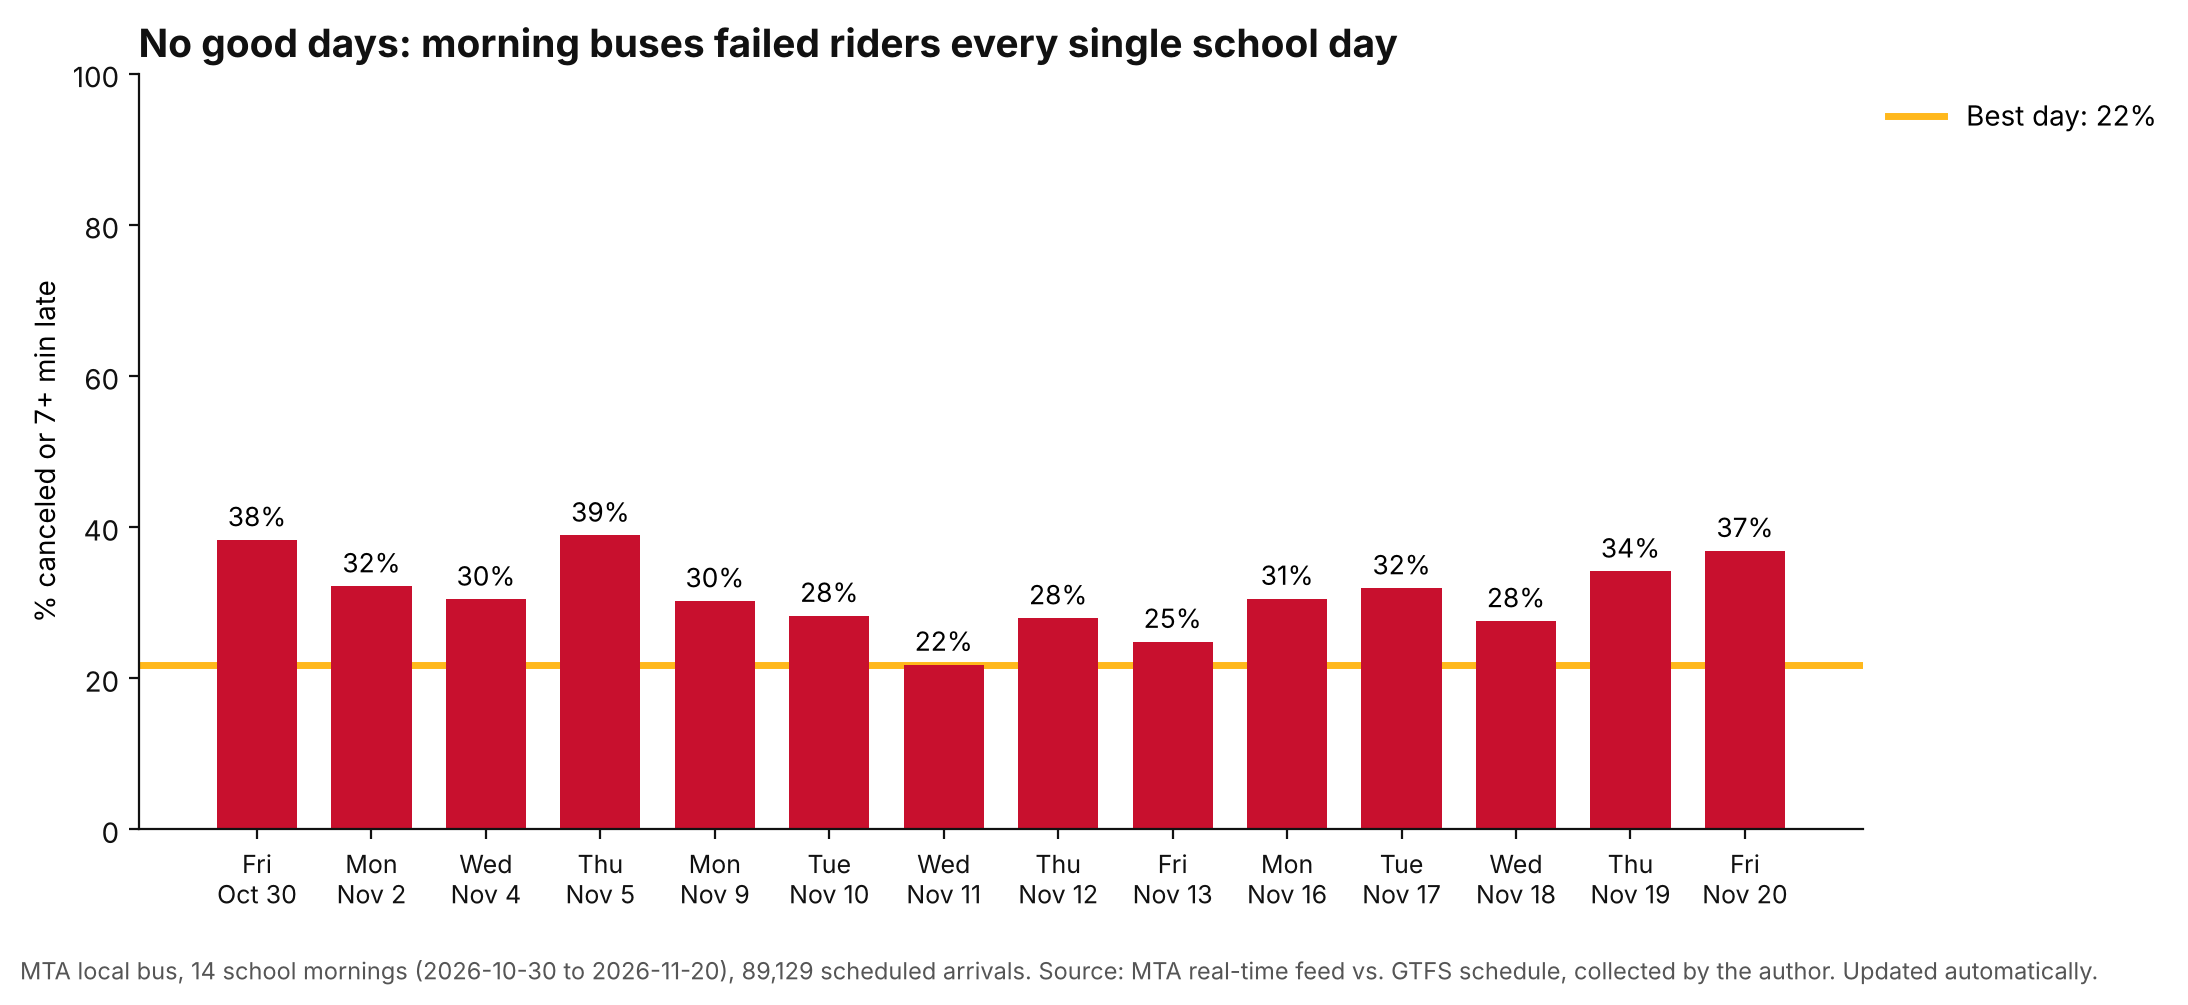 No good days: morning buses failed riders every single school day
100
80
60
40
20
0
% canceled or 7+ min late
Best day: 22%
38%
32%
30%
39%
30%
28%
22%
28%
25%
31%
32%
28%
34%
37%
Fri
Oct 30
Mon
Nov 2
Wed
Nov 4
Thu
Nov 5
Mon
Nov 9
Tue
Nov 10
Wed
Nov 11
Thu
Nov 12
Fri
Nov 13
Mon
Nov 16
Tue
Nov 17
Wed
Nov 18
Thu
Nov 19
Fri
Nov 20
MTA local bus, 14 school mornings (2026-10-30 to 2026-11-20), 89,129 scheduled arrivals. Source: MTA real-time feed vs. GTFS schedule, collected by the author. Updated automatically.